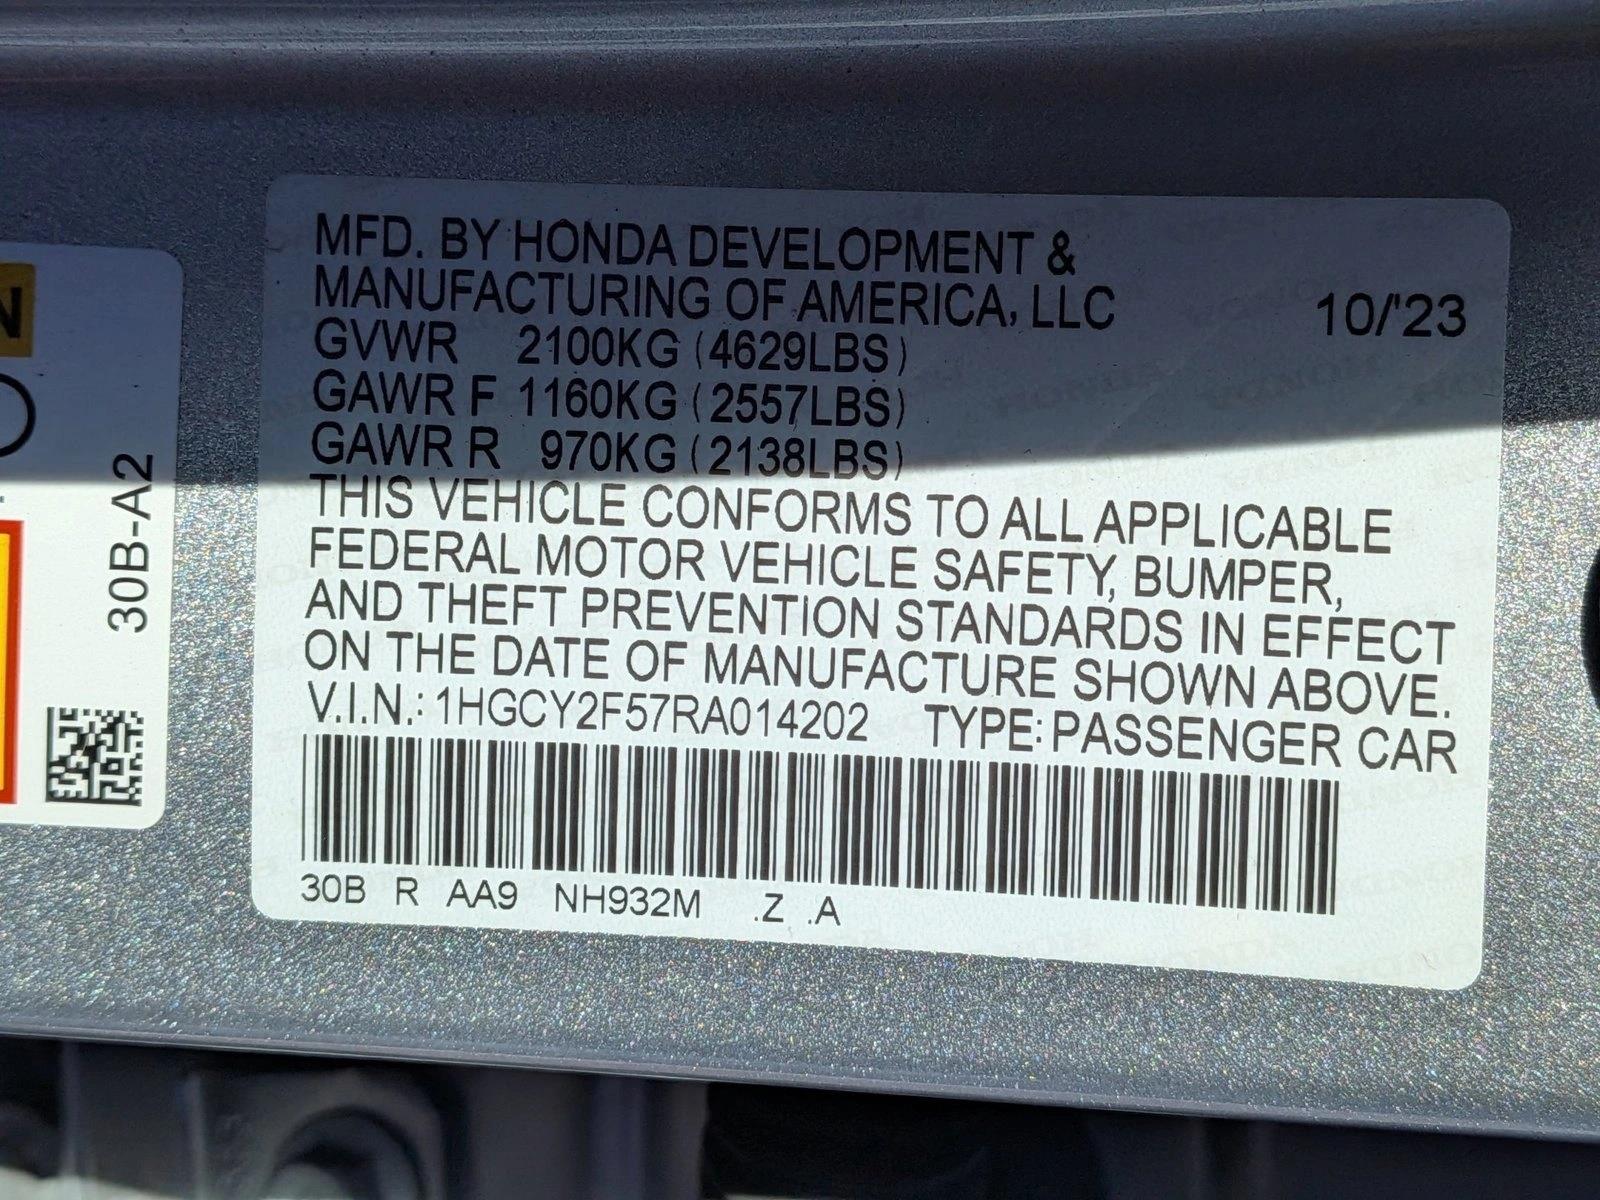 MFD. BY HONDA DEVELOPMENT &
MANUFACTURING OF AMERICA, LLC 10/'23
GVWR 2100KG (4629LBS)
GAWR F 1160KG (2557LBS)
GAWR R 970KG (2138LBS)
THIS VEHICLE CONFORMS TO ALL APPLICABLE
FEDERAL MOTOR VEHICLE SAFETY, BUMPER,
AND THEFT PREVENTION STANDARDS IN EFFECT
ON THE DATE OF MANUFACTURE SHOWN ABOVE.
V.I.N.: 1HGCY2F57RA014202 TYPE: PASSENGER CAR
30B R AA9 NH932M .Z .A
30B-A2
N